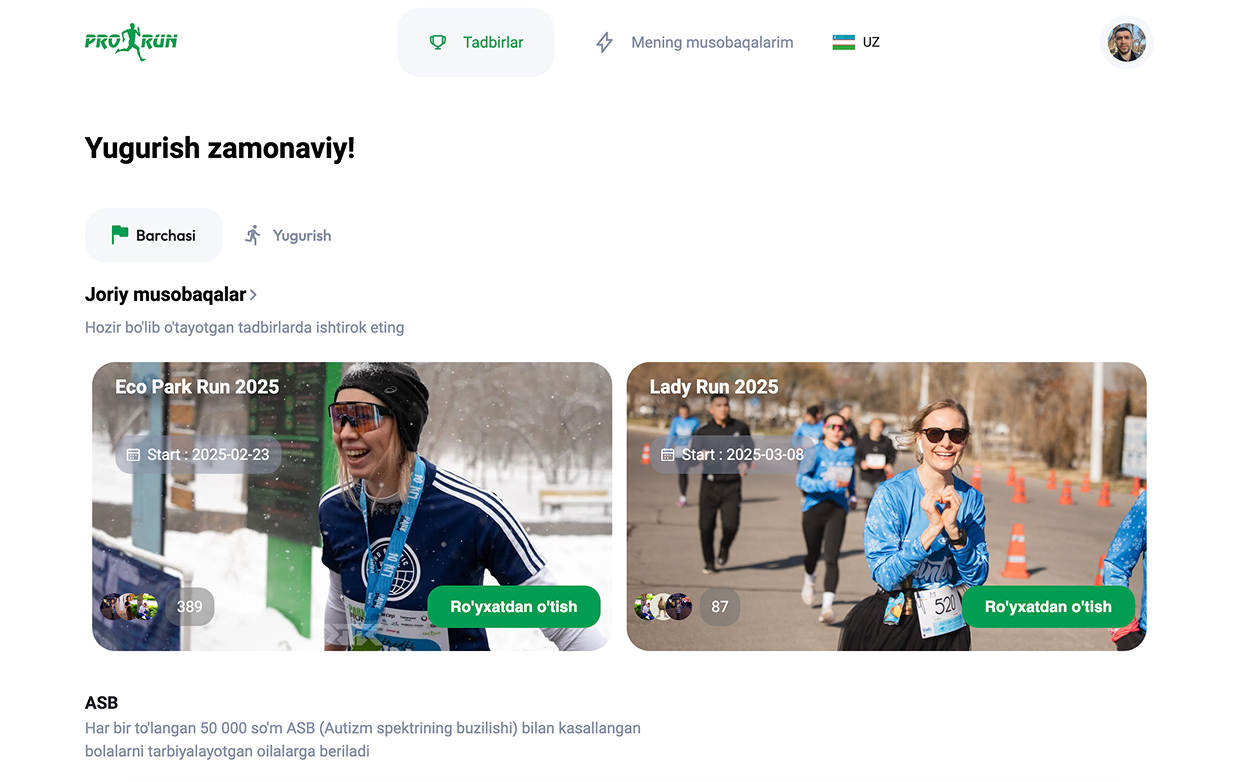 PRO RUN
Tadbirlar
Mening musobaqalarim
UZ
Yugurish zamonaviy!
Barchasi
Yugurish
Joriy musobaqalar
Hozir bo'lib o'tayotgan tadbirlarda ishtirok eting
Eco Park Run 2025
Start : 2025-02-23
389
Ro'yxatdan o'tish
Lady Run 2025
Start : 2025-03-08
87
520
Ro'yxatdan o'tish
ASB
Har bir to'langan 50 000 so'm ASB (Autizm spektrining buzilishi) bilan kasallangan
bolalarni tarbiyalayotgan oilalarga beriladi